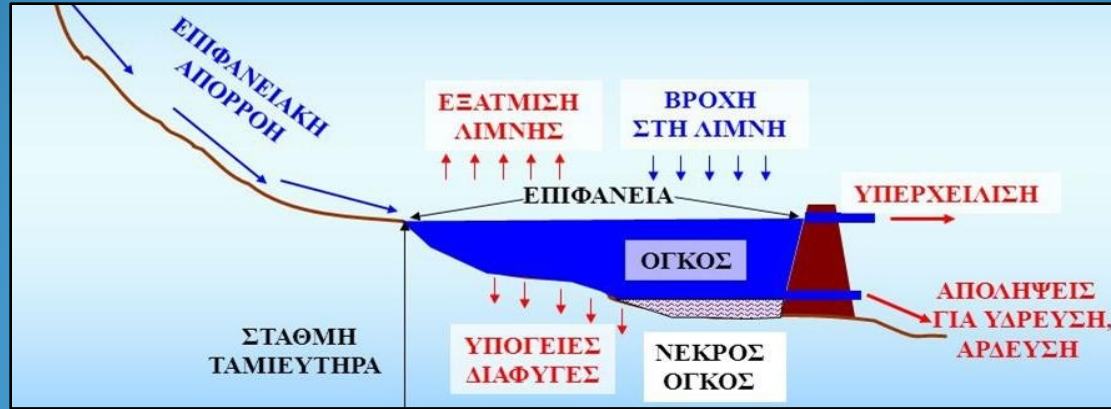 ΕΠΙΦΑΝΕΙΑΚΗ
ΑΠΟΡΡΟΗ
ΕΞΑΤΜΙΣΗ
ΛΙΜΝΗΣ
ΒΡΟΧΗ
ΣΤΗ ΛΙΜΝΗ
ΕΠΙΦΑΝΕΙΑ
ΥΠΕΡΧΕΙΛΙΣΗ
ΟΓΚΟΣ
ΣΤΑΘΜΗ
ΤΑΜΙΕΥΤΗΡΑ
ΥΠΟΓΕΙΕΣ
ΔΙΑΦΥΓΕΣ
ΝΕΚΡΟΣ
ΟΓΚΟΣ
ΑΠΟΛΗΨΕΙΣ
ΓΙΑ ΥΔΡΕΥΣΗ,
ΑΡΔΕΥΣΗ